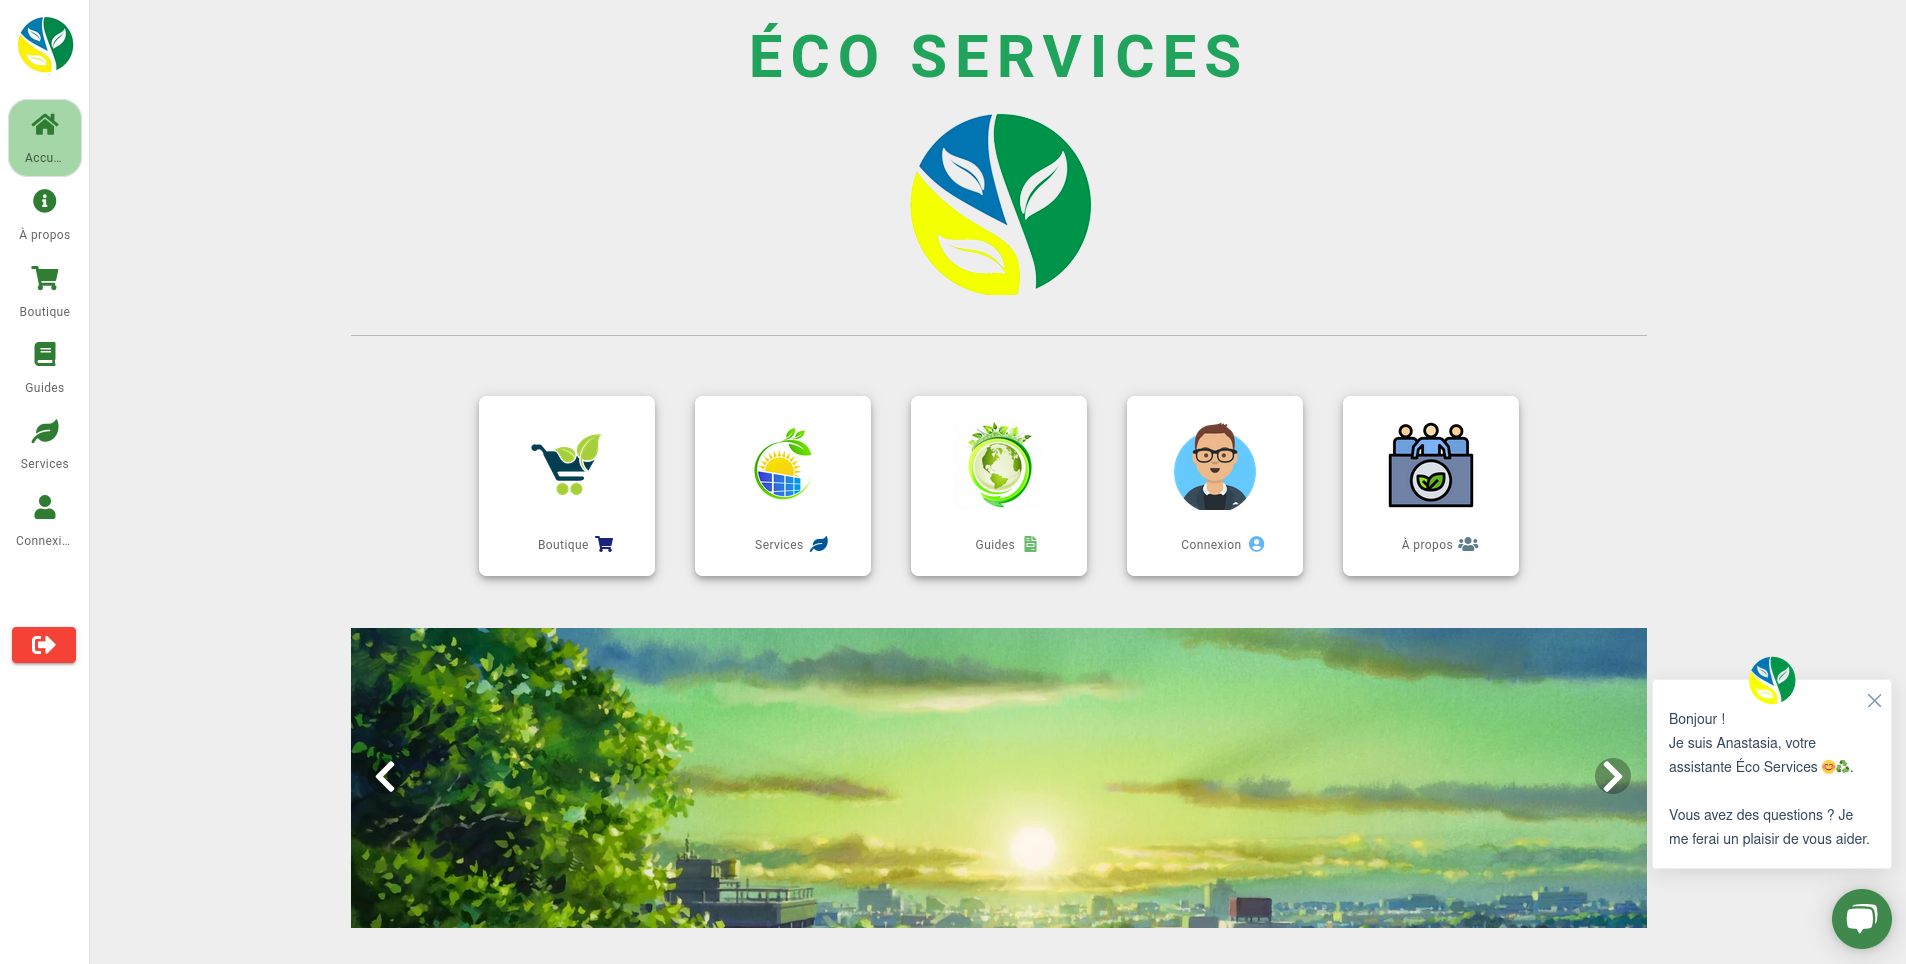 ÉCO SERVICES
Accu...
À propos
Boutique
Guides
Services
Connexi...
Boutique
Services
Guides
Connexion
À propos
Bonjour !
Je suis Anastasia, votre
assistante Éco Services 😊♻.
Vous avez des questions ? Je
me ferai un plaisir de vous aider.